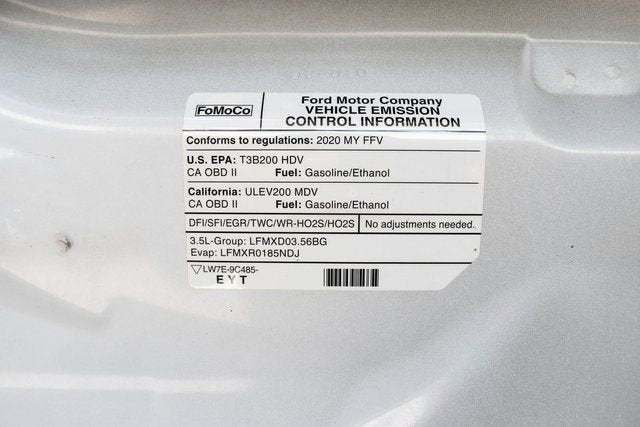 FoMoCo
Ford Motor Company
VEHICLE EMISSION
CONTROL INFORMATION
Conforms to regulations: 2020 MY FFV
U.S. EPA: T3B200 HDV
CA OBD II Fuel: Gasoline/Ethanol
California: ULEV200 MDV
CA OBD II Fuel: Gasoline/Ethanol
DFI/SFI/EGR/TWC/WR-HO2S/HO2S No adjustments needed.
3.5L-Group: LFMXD03.56BG
Evap: LFMXR0185NDJ
LW7E-9C485-
EYT